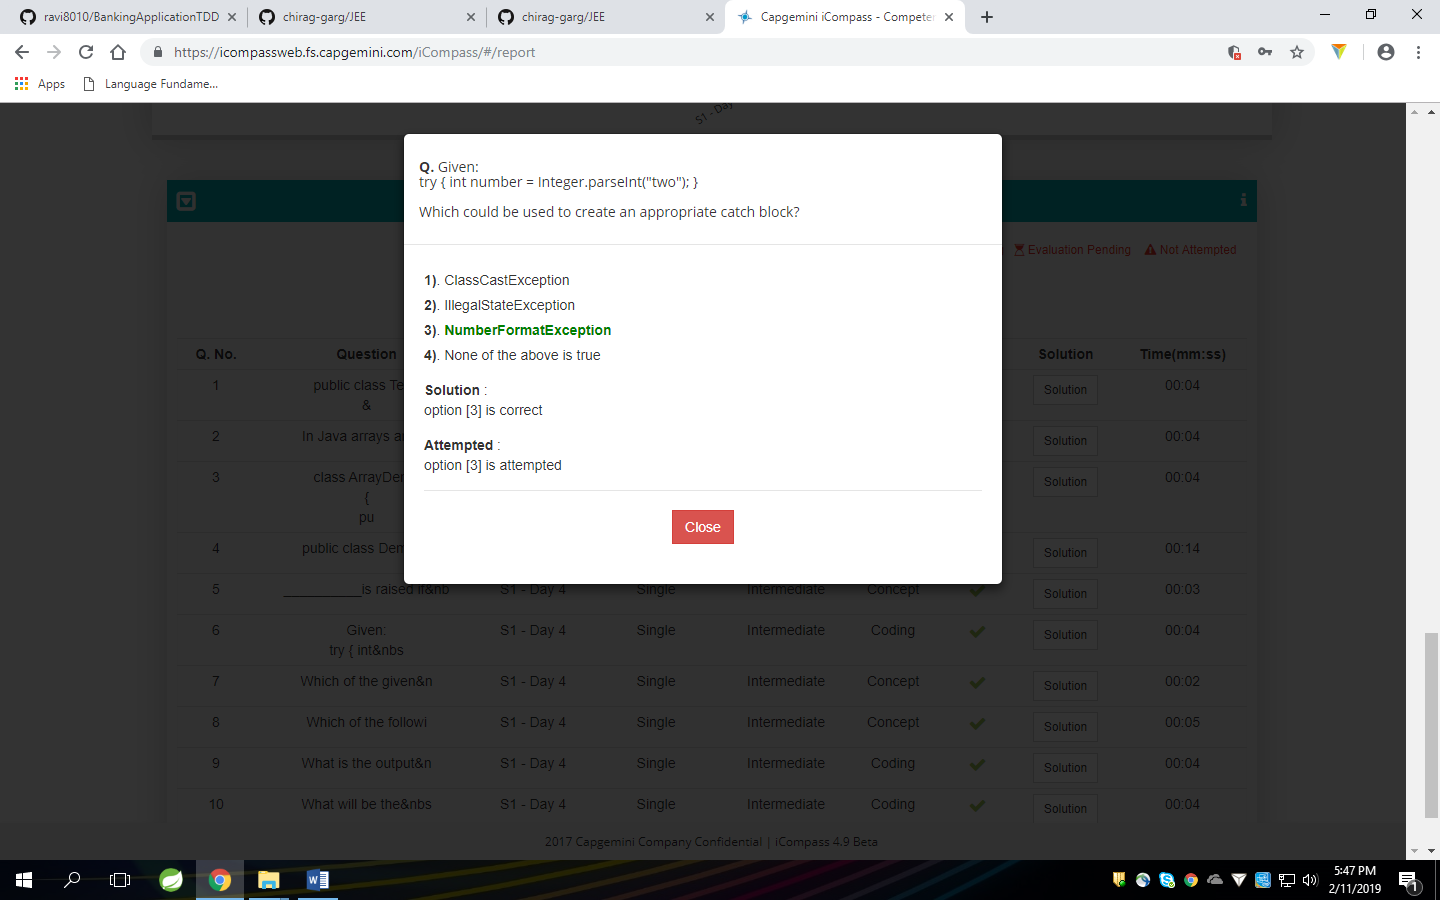 ravi8010/BankingApplicationTDD
chirag-garg/JEE
chirag-garg/JEE
Capgemini iCompass - Compete
https://icompassweb.fs.capgemini.com/iCompass/#/report
Apps
Language Fundame...
S1 - Day
Q. Given:
try { int number = Integer.parseInt("two"); }
Which could be used to create an appropriate catch block?
Evaluation Pending
Not Attempted
1). ClassCastException
2). IllegalStateException
3). NumberFormatException
4). None of the above is true
Solution :
option [3] is correct
Attempted :
option [3] is attempted
Close
Q. No. Question Solution Time(mm:ss)
1 public class Te Solution 00:04
&
2 In Java arrays a Solution 00:04
3 class ArrayDe Solution 00:04
{
pu
4 public class Dem Solution 00:14
5 __________is raised if&nb S1 - Day 4 Single Intermediate Concept Solution 00:03
6 Given: S1 - Day 4 Single Intermediate Coding Solution 00:04
try { int&nbs
7 Which of the given&n S1 - Day 4 Single Intermediate Concept Solution 00:02
8 Which of the followi S1 - Day 4 Single Intermediate Concept Solution 00:05
9 What is the output&n S1 - Day 4 Single Intermediate Coding Solution 00:04
10 What will be the&nbs S1 - Day 4 Single Intermediate Coding Solution 00:04
2017 Capgemini Company Confidential | iCompass 4.9 Beta
5:47 PM
2/11/2019
1